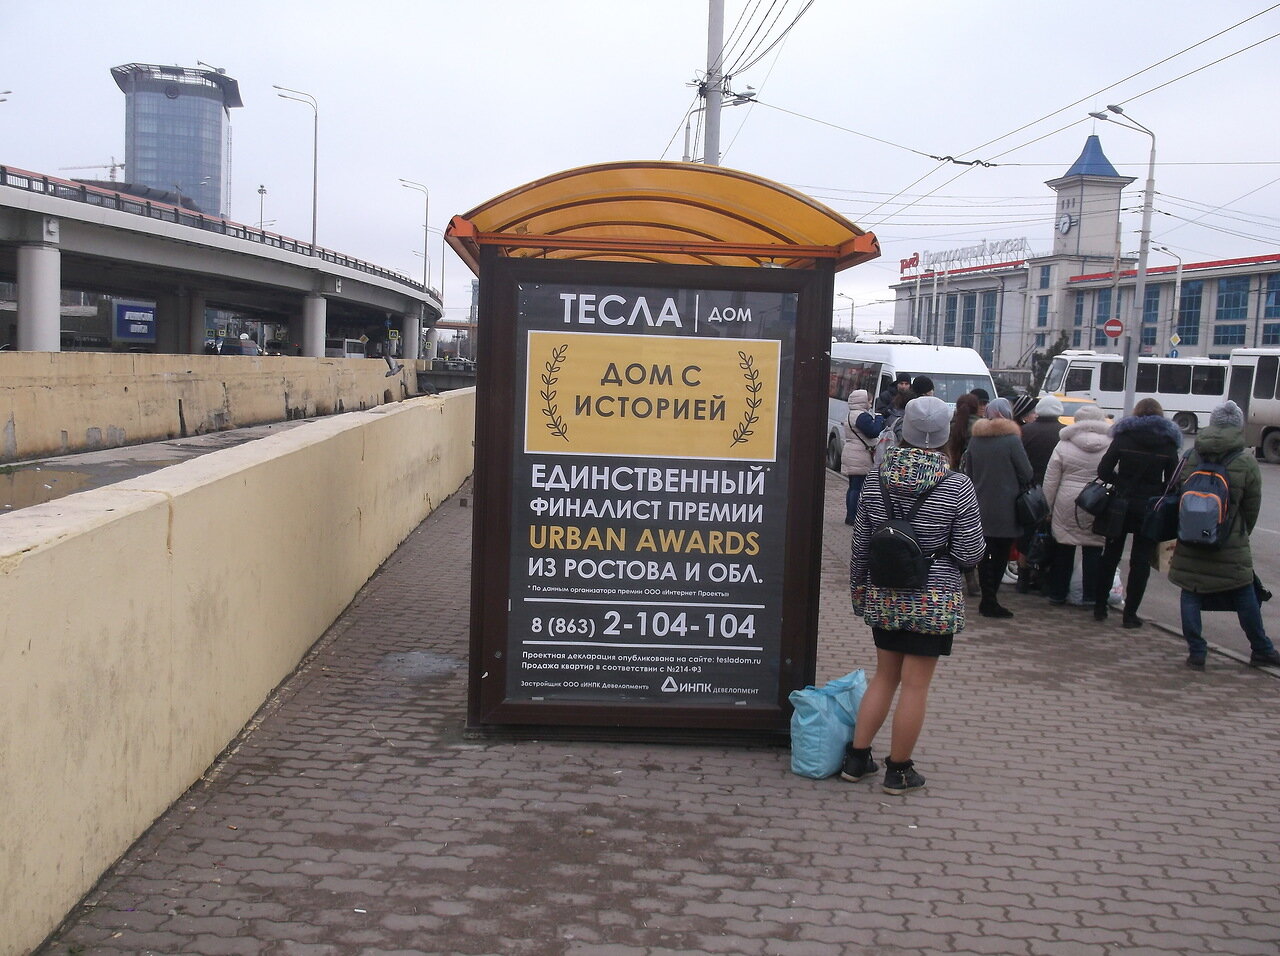 ТЕСЛА | ДОМ
ДОМ С
ИСТОРИЕЙ
ЕДИНСТВЕННЫЙ*
ФИНАЛИСТ ПРЕМИИ
URBAN AWARDS
ИЗ РОСТОВА И ОБЛ.
* По данным организатора премии ООО «Интернет Проекты»
8 (863) 2-104-104
Проектная декларация опубликована на сайте: tesladom.ru
Продажа квартир в соответствии с №214-ФЗ
Застройщик ООО «ИНПК Девелопмент»
ИНПК ДЕВЕЛОПМЕНТ
Пригородный вокзал